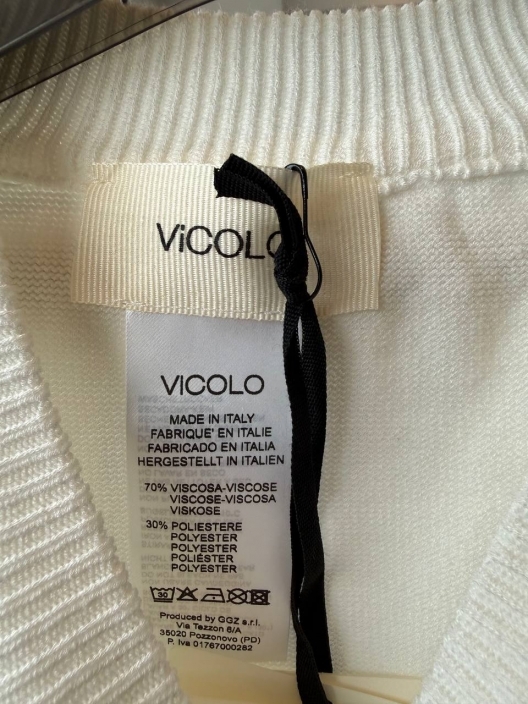 ViCOLO
VICOLO
MADE IN ITALY
FABRIQUE' EN ITALIE
FABRICADO EN ITALIA
HERGESTELLT IN ITALIEN
70% VISCOSA-VISCOSE
VISCOSE-VISCOSA
VISKOSE
30% POLIESTERE
POLYESTER
POLYESTER
POLIÉSTER
POLYESTER
30
Produced by GGZ s.r.l.
Via Tezzon 6/A
35020 Pozzonovo (PD)
P. Iva 01767000282